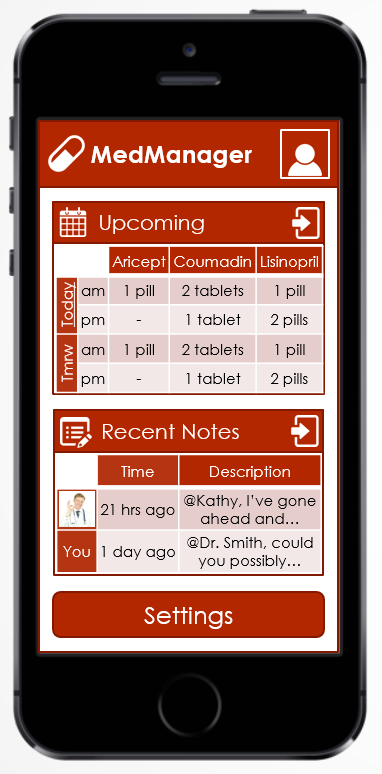 MedManager
Upcoming
Aricept Coumadin Lisinopril
Today
am 1 pill 2 tablets 1 pill
pm - 1 tablet 2 pills
Tmrw
am 1 pill 2 tablets 1 pill
pm - 1 tablet 2 pills
Recent Notes
Time Description
21 hrs ago @Kathy, I've gone
ahead and...
You 1 day ago @Dr. Smith, could
you possibly...
Settings